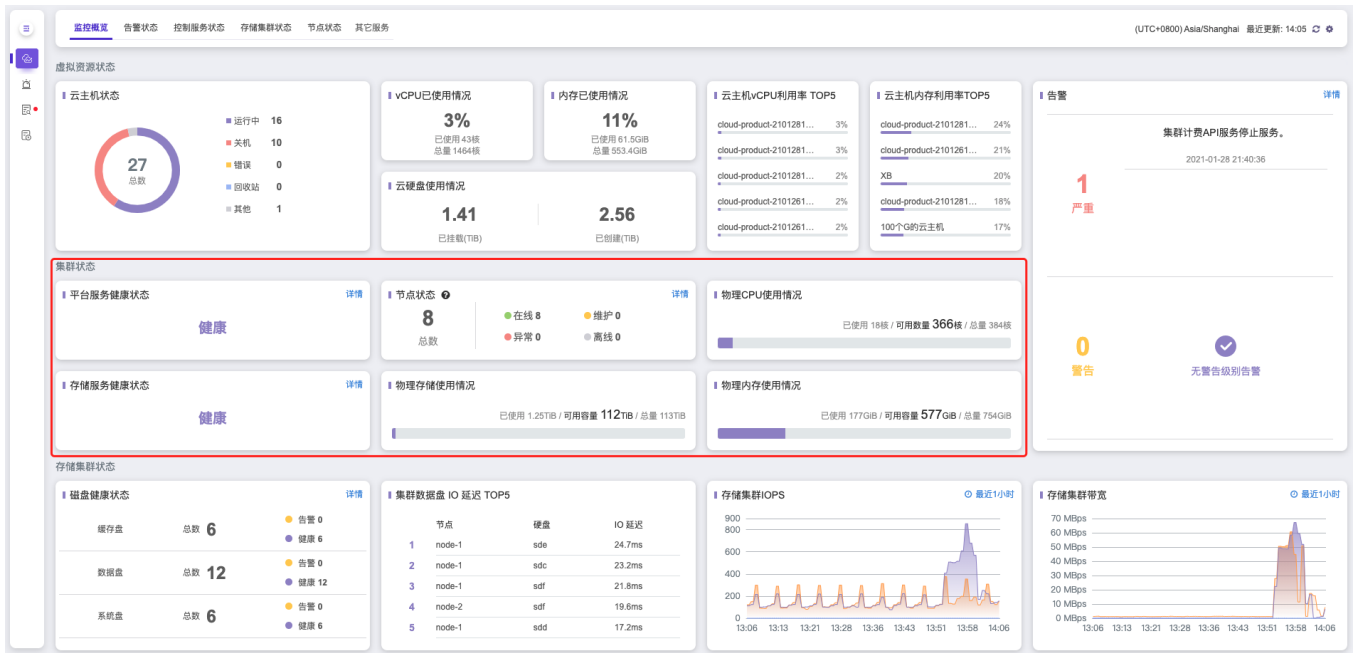 监控概览 告警状态 控制服务状态 存储集群状态 节点状态 其它服务
(UTC+0800) Asia/Shanghai 最近更新: 14:05
虚拟资源状态
云主机状态
27
总数
运行中 16
关机 10
错误 0
回收站 0
其他 1
vCPU已使用情况
3%
已使用 43核
总量 1464核
内存已使用情况
11%
已使用 61.5GiB
总量 553.4GiB
云硬盘使用情况
1.41
已挂载(TiB)
2.56
已创建(TiB)
云主机vCPU利用率 TOP5
cloud-product-2101281... 3%
cloud-product-2101281... 3%
cloud-product-2101281... 2%
cloud-product-2101261... 2%
cloud-product-2101261... 2%
云主机内存利用率TOP5
cloud-product-2101281... 24%
cloud-product-2101261... 21%
XB 20%
cloud-product-2101281... 18%
100个G的云主机 17%
告警 详情
1
严重
集群计费API服务停止服务。
2021-01-28 21:40:36
0
警告
无警告级别告警
集群状态
平台服务健康状态 详情
健康
节点状态 详情
8
总数
在线 8 维护 0
异常 0 离线 0
物理CPU使用情况
已使用 18核 / 可用数量 366核 / 总量 384核
存储服务健康状态 详情
健康
物理存储使用情况
已使用 1.25TiB / 可用容量 112TiB / 总量 113TiB
物理内存使用情况
已使用 177GiB / 可用容量 577GiB / 总量 754GiB
存储集群状态
磁盘健康状态 详情
缓存盘 总数 6 告警 0
健康 6
数据盘 总数 12 告警 0
健康 12
系统盘 总数 6 告警 0
健康 6
集群数据盘 IO 延迟 TOP5
节点 硬盘 IO 延迟
1 node-1 sde 24.7ms
2 node-1 sdc 23.2ms
3 node-1 sdf 21.8ms
4 node-2 sdf 19.6ms
5 node-1 sdd 17.2ms
存储集群IOPS 最近1小时
900
800
600
400
200
0
13:06 13:13 13:21 13:28 13:36 13:43 13:51 13:58 14:06
存储集群带宽 最近1小时
70 MBps
60 MBps
50 MBps
40 MBps
30 MBps
20 MBps
10 MBps
0 MBps
13:06 13:13 13:21 13:28 13:36 13:43 13:51 13:58 14:06